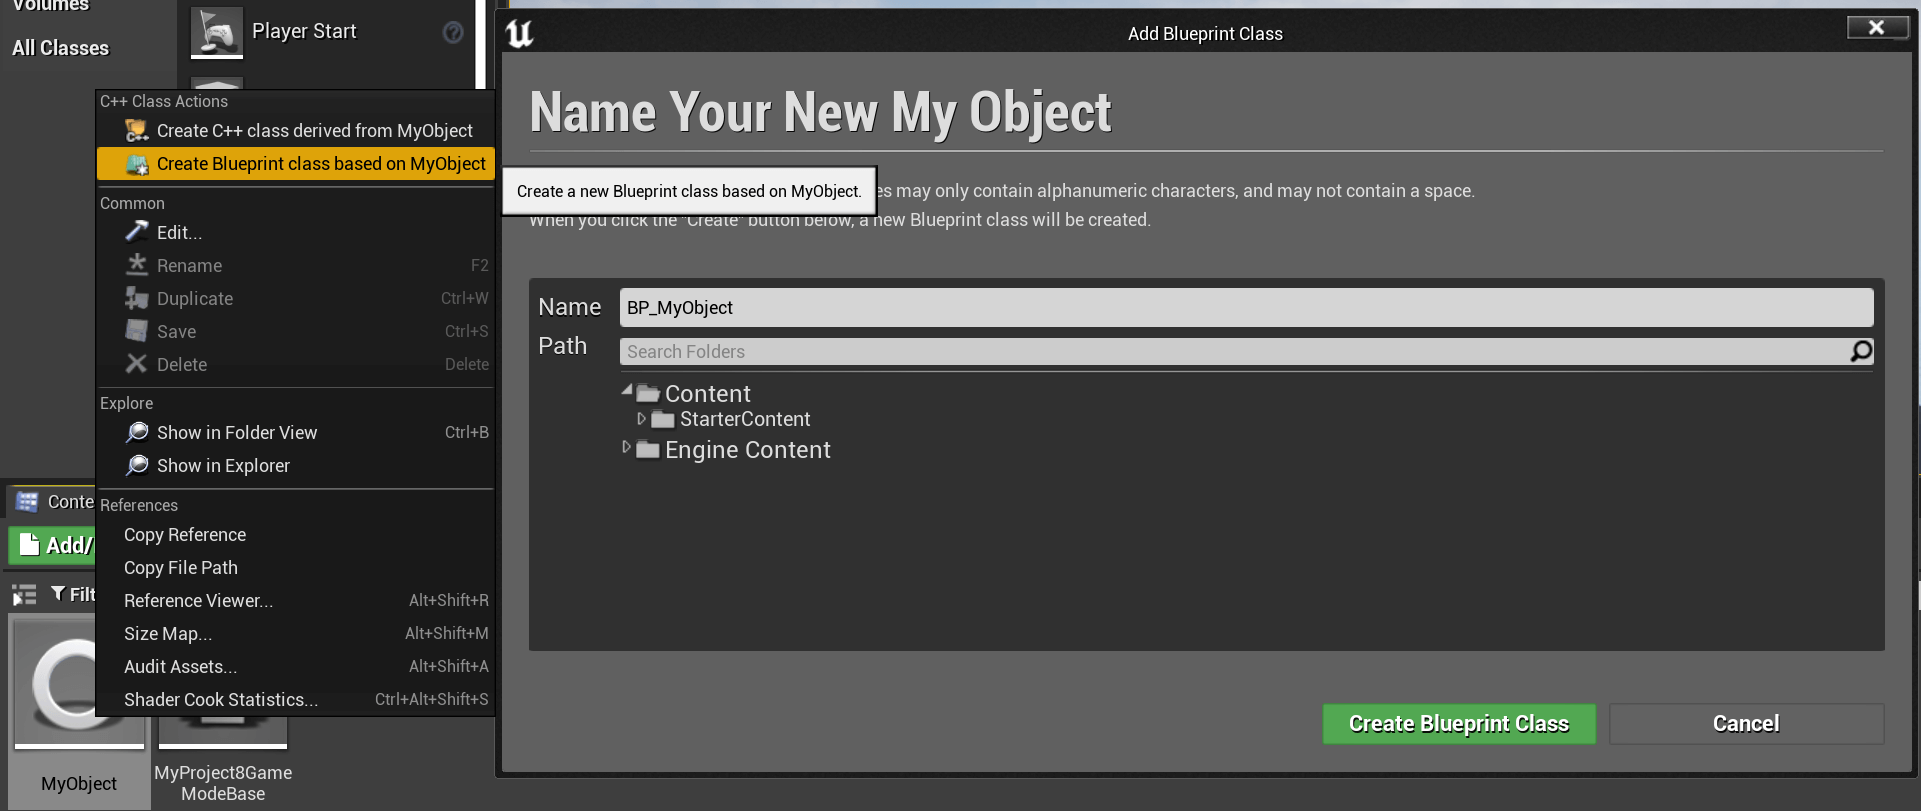 Volumes
All Classes
Player Start
C++ Class Actions
Create C++ class derived from MyObject
Create Blueprint class based on MyObject
Common
Edit...
Rename F2
Duplicate Ctrl+W
Save Ctrl+S
Delete Delete
Explore
Show in Folder View Ctrl+B
Show in Explorer
References
Copy Reference
Copy File Path
Reference Viewer... Alt+Shift+R
Size Map... Alt+Shift+M
Audit Assets... Alt+Shift+A
Shader Cook Statistics... Ctrl+Alt+Shift+S
Conte
Add/
Filt
MyObject
MyProject8Game
ModeBase
Add Blueprint Class
Name Your New My Object
Create a new Blueprint class based on MyObject.
es may only contain alphanumeric characters, and may not contain a space.
When you click the "Create" button below, a new Blueprint class will be created.
Name BP_MyObject
Path Search Folders
Content
StarterContent
Engine Content
Create Blueprint Class
Cancel